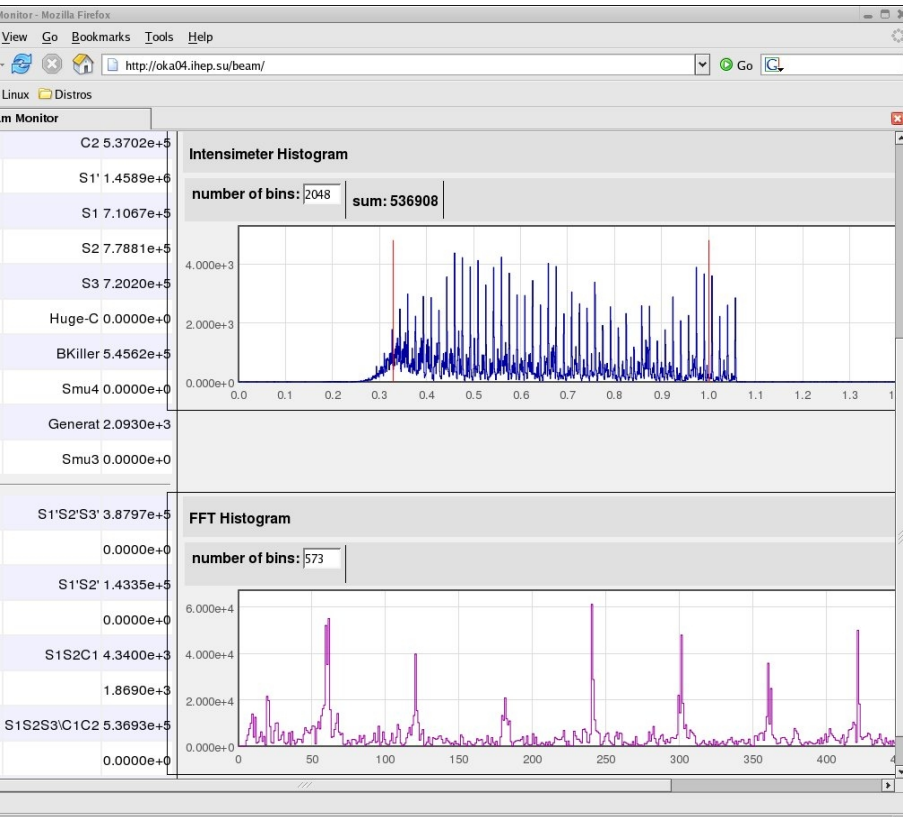 Monitor - Mozilla Firefox
View Go Bookmarks Tools Help
http://oka04.ihep.su/beam/
Go
G
Linux Distros
m Monitor
C2 5.3702e+5
S1' 1.4589e+6
S1 7.1067e+5
S2 7.7881e+5
S3 7.2020e+5
Huge-C 0.0000e+0
BKiller 5.4562e+5
Smu4 0.0000e+0
Generat 2.0930e+3
Smu3 0.0000e+0
S1'S2'S3' 3.8797e+5
0.0000e+0
S1'S2' 1.4335e+5
0.0000e+0
S1S2C1 4.3400e+3
1.8690e+3
S1S2S3\C1C2 5.3693e+5
0.0000e+0
Intensimeter Histogram
number of bins: 2048
sum: 536908
4.000e+3
2.000e+3
0.000e+0
0.0 0.1 0.2 0.3 0.4 0.5 0.6 0.7 0.8 0.9 1.0 1.1 1.2 1.3 1
FFT Histogram
number of bins: 573
6.000e+4
4.000e+4
2.000e+4
0.000e+0
0 50 100 150 200 250 300 350 400 4